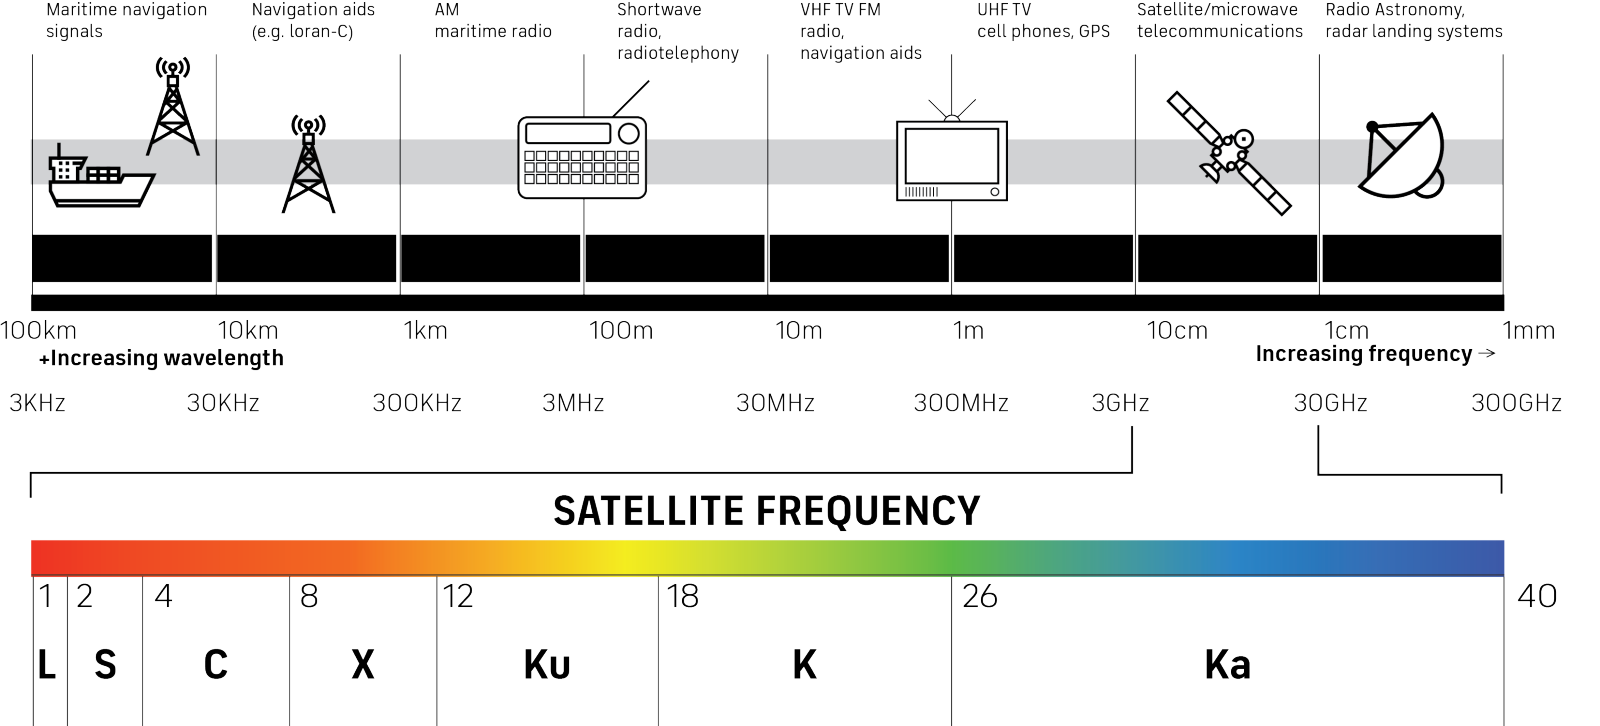 Maritime navigation
signals
Navigation aids
(e.g. loran-C)
AM
maritime radio
Shortwave
radio,
radiotelephony
VHF TV FM
radio,
navigation aids
UHF TV
cell phones, GPS
Satellite/microwave
telecommunications
Radio Astronomy,
radar landing systems
100km 10km 1km 100m 10m 1m 10cm 1cm 1mm
+Increasing wavelength
Increasing frequency →
3KHz 30KHz 300KHz 3MHz 30MHz 300MHz 3GHz 30GHz 300GHz
SATELLITE FREQUENCY
1 2 4 8 12 18 26 40
L S C X Ku K Ka